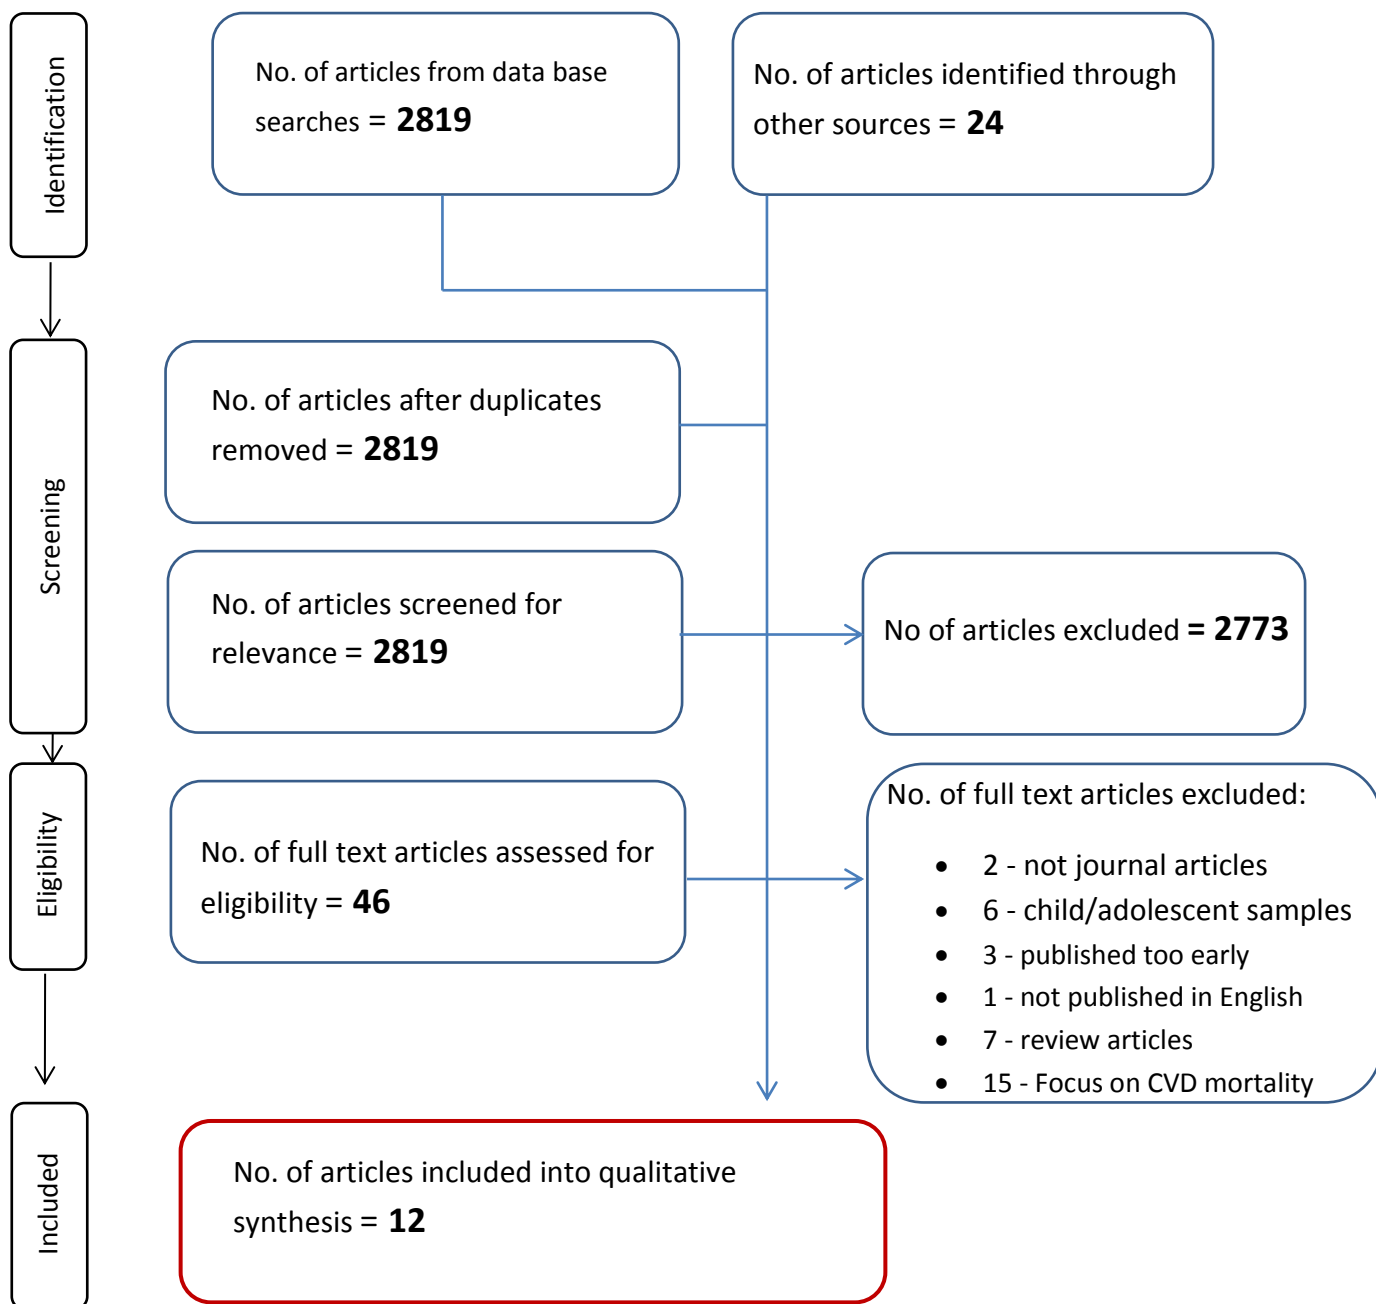 Identification
No. of articles from data base
searches = 2819
No. of articles identified through
other sources = 24
Screening
No. of articles after duplicates
removed = 2819
No. of articles screened for
relevance = 2819
No of articles excluded = 2773
Eligibility
No. of full text articles assessed for
eligibility = 46
No. of full text articles excluded:
• 2 - not journal articles
• 6 - child/adolescent samples
• 3 - published too early
• 1 - not published in English
• 7 - review articles
• 15 - Focus on CVD mortality
Included
No. of articles included into qualitative
synthesis = 12